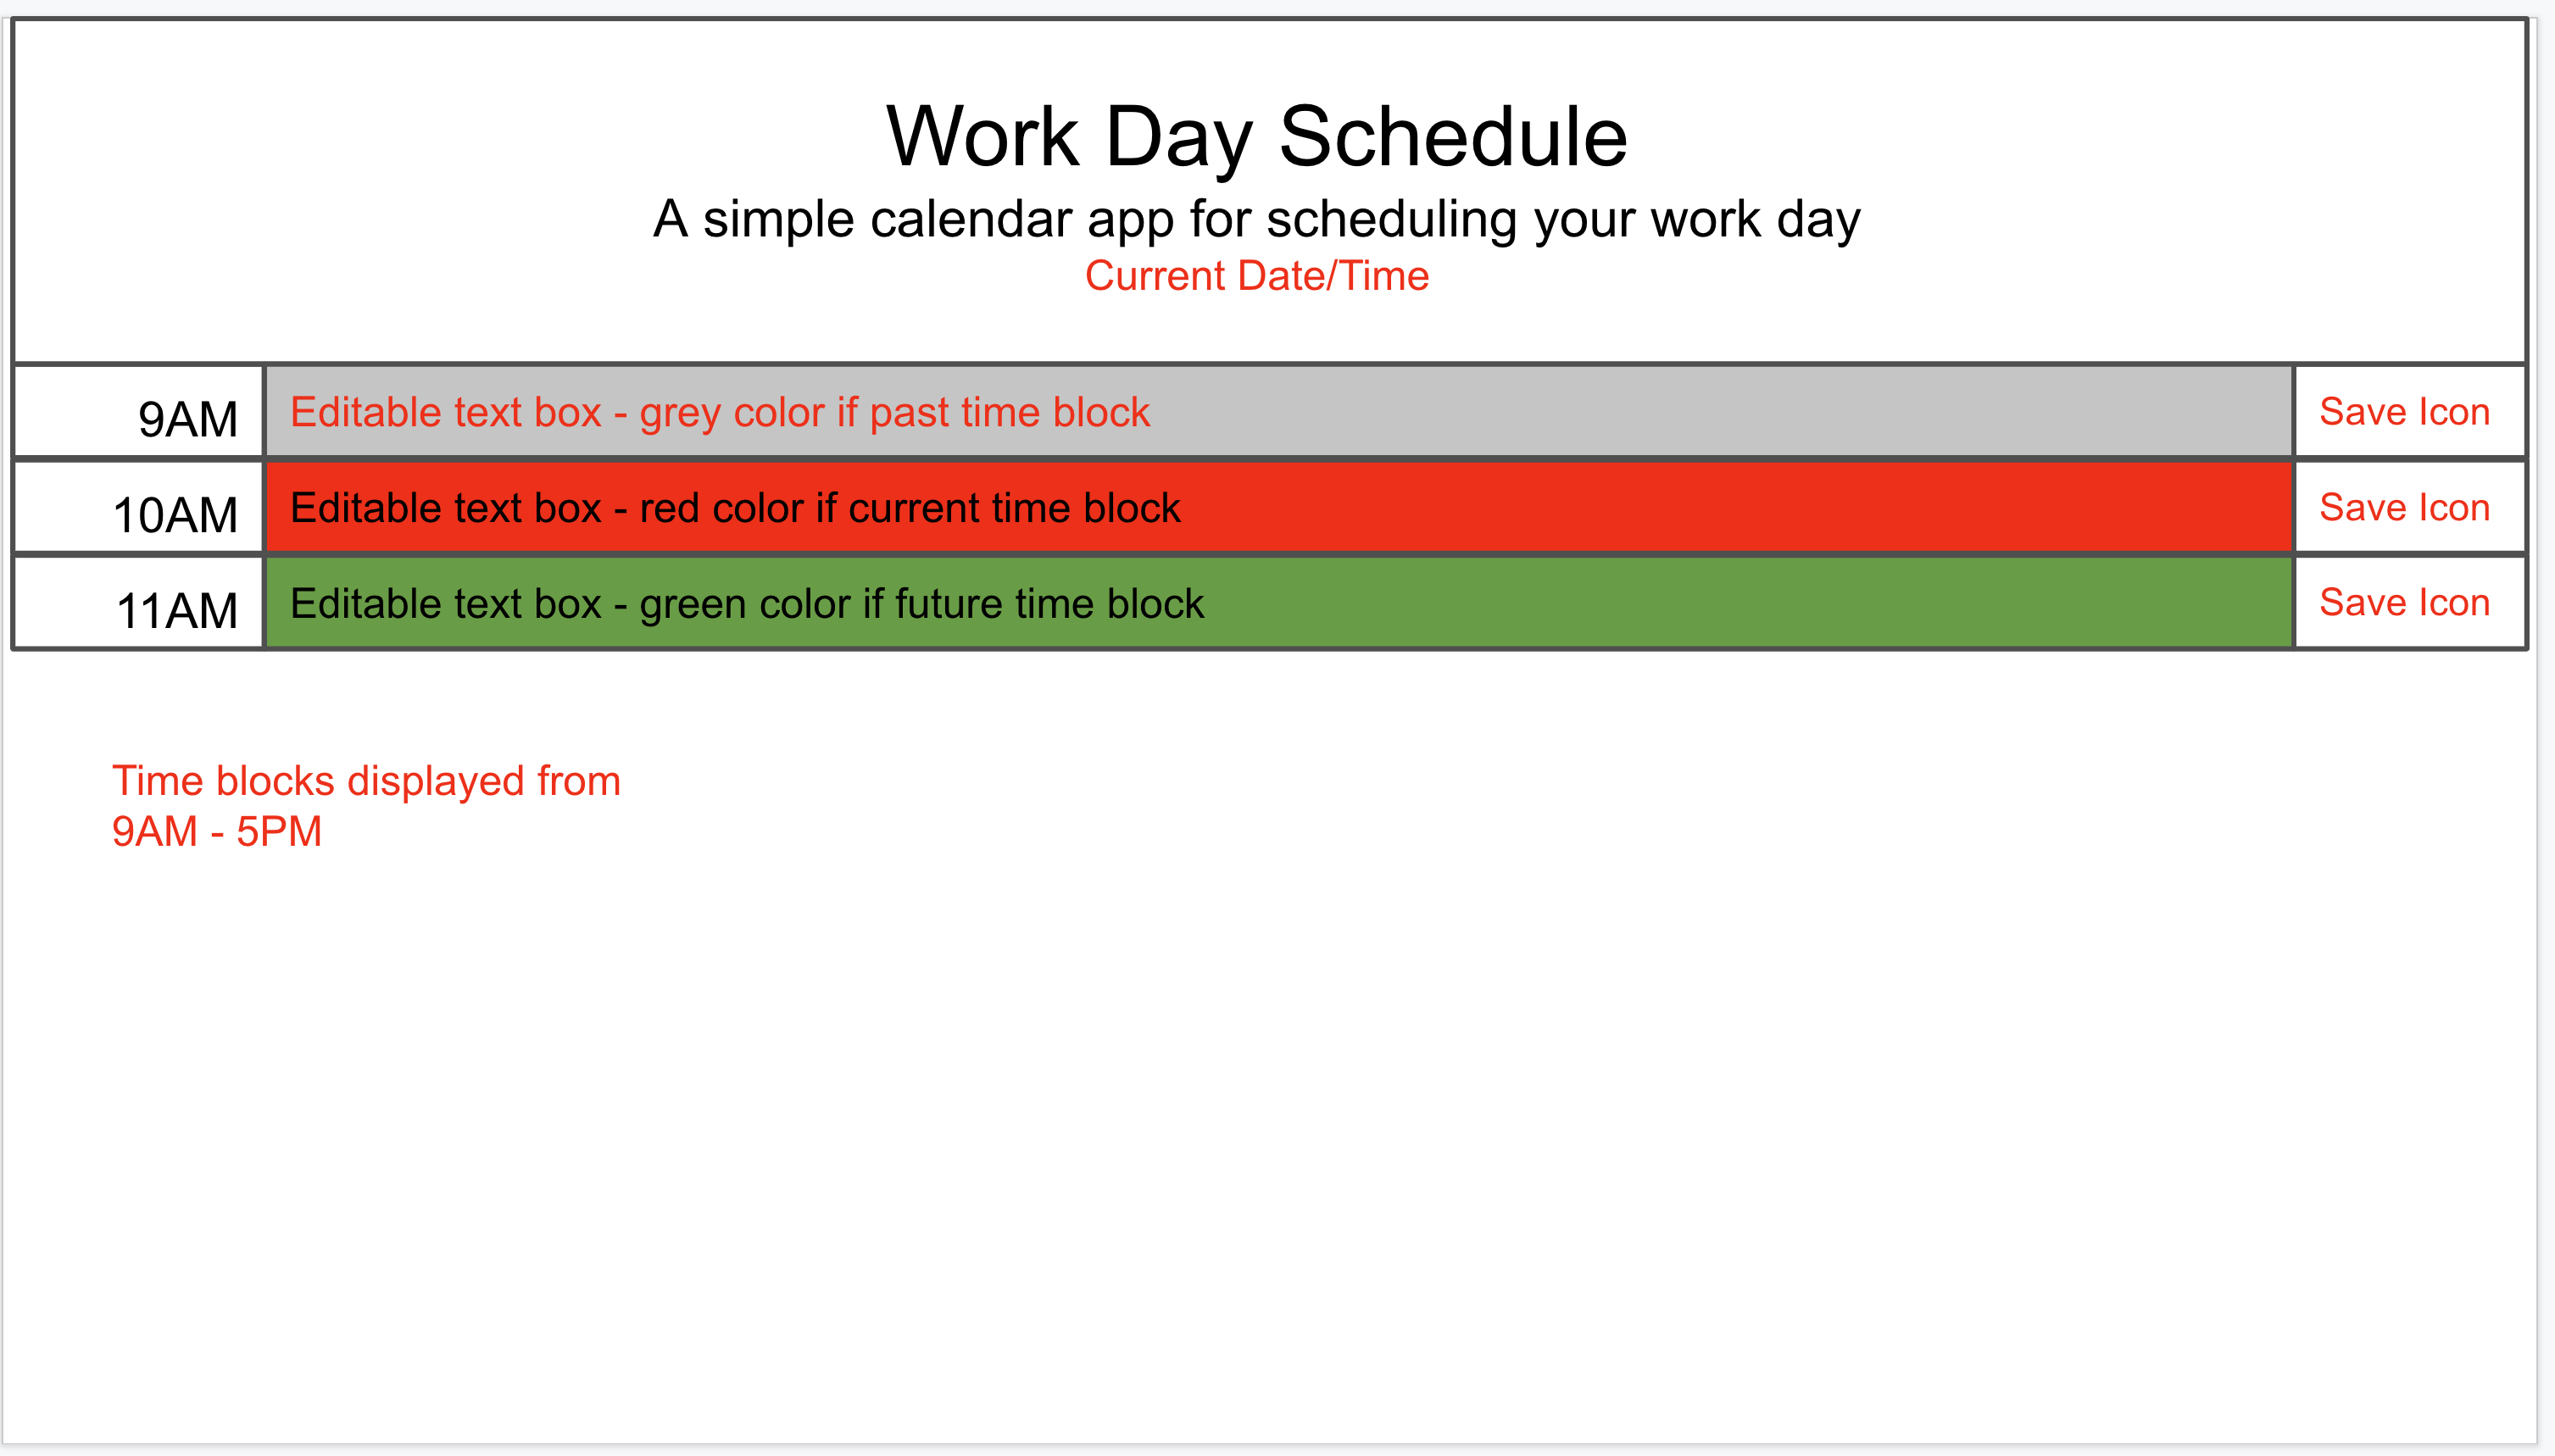 Work Day Schedule
A simple calendar app for scheduling your work day
Current Date/Time
9AM Editable text box - grey color if past time block Save Icon
10AM Editable text box - red color if current time block Save Icon
11AM Editable text box - green color if future time block Save Icon
Time blocks displayed from
9AM - 5PM